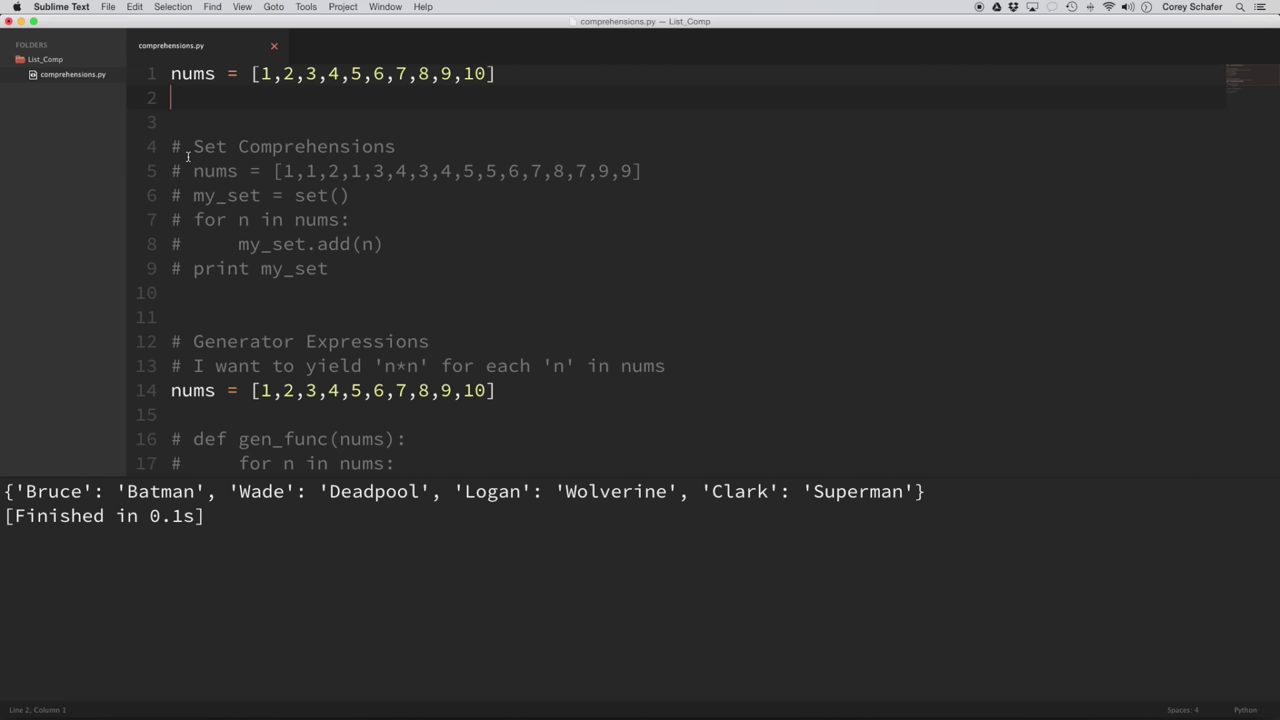 Sublime Text File Edit Selection Find View Goto Tools Project Window Help Corey Schafer
comprehensions.py — List_Comp
FOLDERS
List_Comp
comprehensions.py
comprehensions.py
1 nums = [1,2,3,4,5,6,7,8,9,10]
2
3
4 # Set Comprehensions
5 # nums = [1,1,2,1,3,4,3,4,5,5,6,7,8,7,9,9]
6 # my_set = set()
7 # for n in nums:
8 #     my_set.add(n)
9 # print my_set
10
11
12 # Generator Expressions
13 # I want to yield 'n*n' for each 'n' in nums
14 nums = [1,2,3,4,5,6,7,8,9,10]
15
16 # def gen_func(nums):
17 #     for n in nums:
{'Bruce': 'Batman', 'Wade': 'Deadpool', 'Logan': 'Wolverine', 'Clark': 'Superman'}
[Finished in 0.1s]
Line 2, Column 1 Spaces: 4 Python